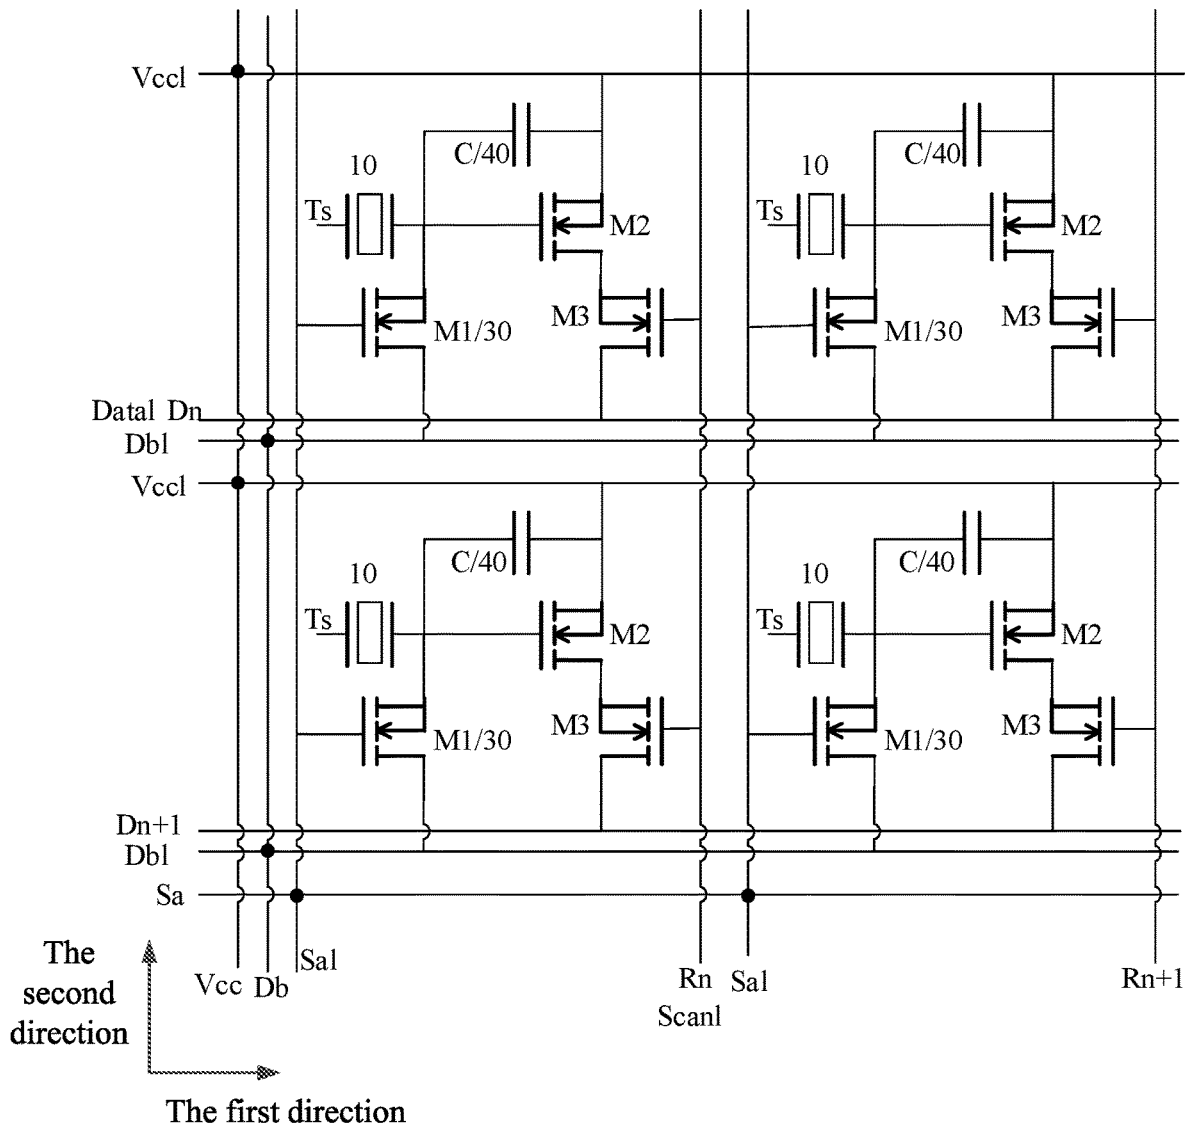 Vccl
C/40 C/40
10 10
Ts M2 Ts M2
M1/30 M3 M1/30 M3
Datal Dn
Dbl
Vccl
C/40 C/40
10 10
Ts M2 Ts M2
M1/30 M3 M1/30 M3
Dn+1
Dbl
Sa
Sal
Vcc Db Rn Sal Rn+1
Scanl
The
second
direction
The first direction